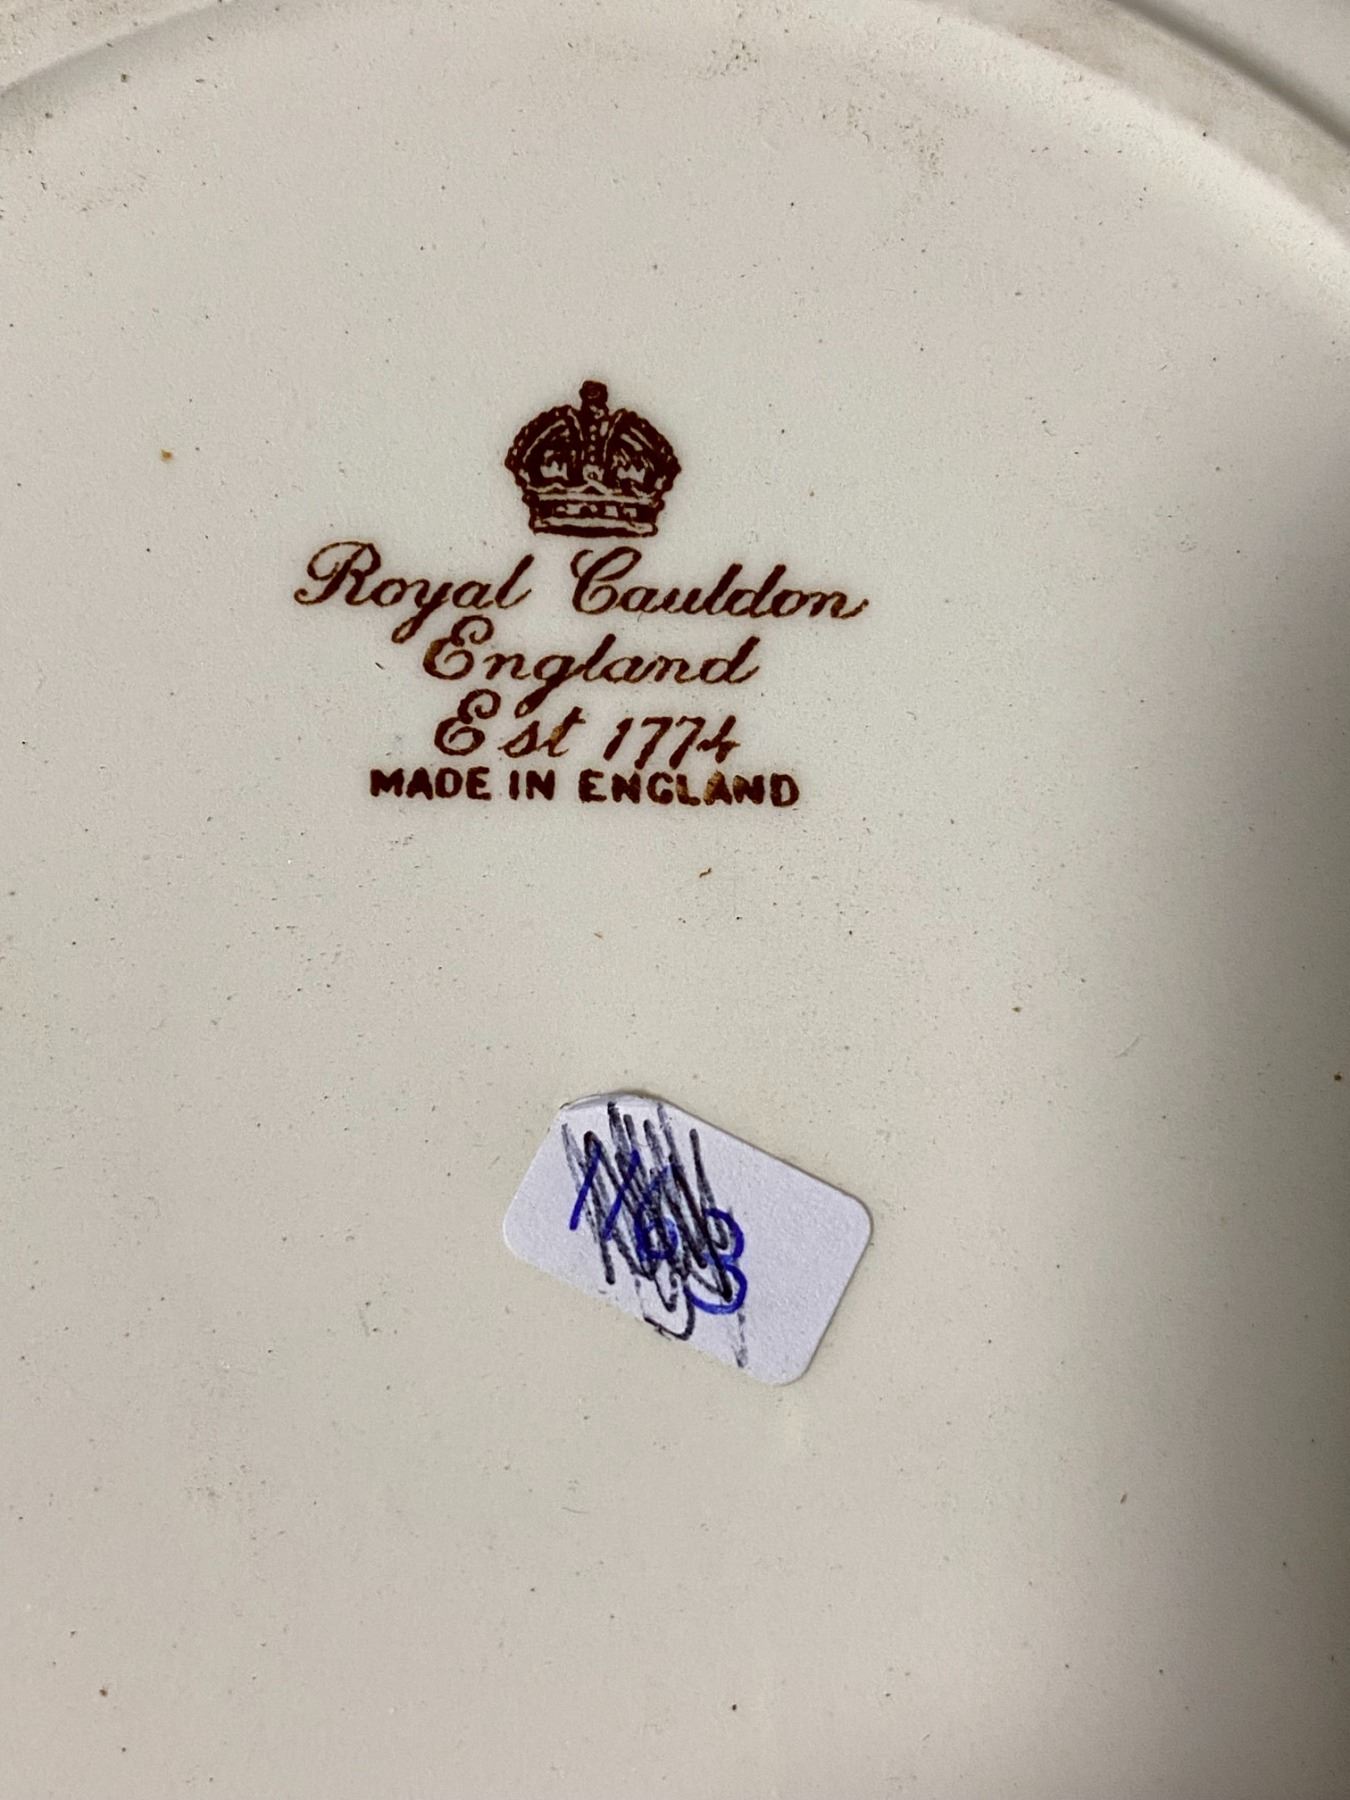 Royal Cauldon
England
Est 1774
MADE IN ENGLAND